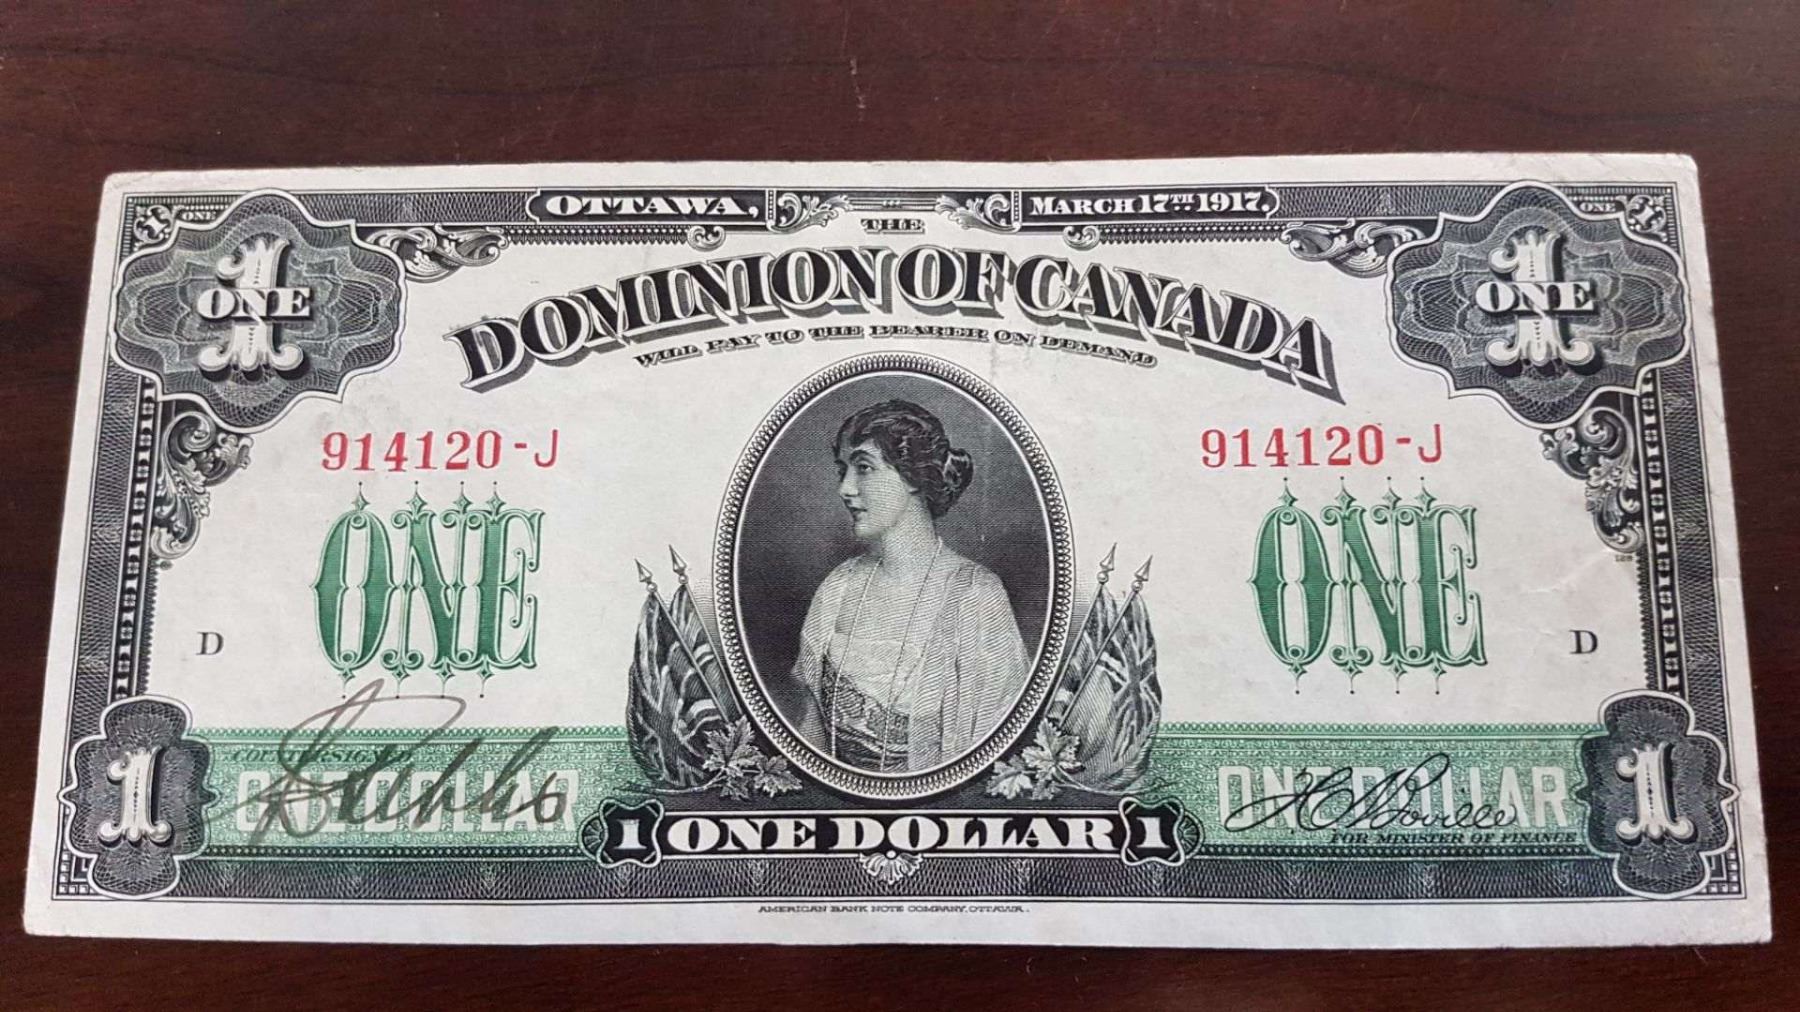 OTTAWA, MARCH 17TH 1917.
ONE ONE
THE
1 ONE 1 ONE
DOMINION OF CANADA
WILL PAY TO THE BEARER ON DEMAND
914120-J 914120-J
ONE ONE
D D
COUNTERSIGNED
ONE DOLLAR ONE DOLLAR
1 1
1 ONE DOLLAR 1
FOR MINISTER OF FINANCE
AMERICAN BANK NOTE COMPANY, OTTAWA.